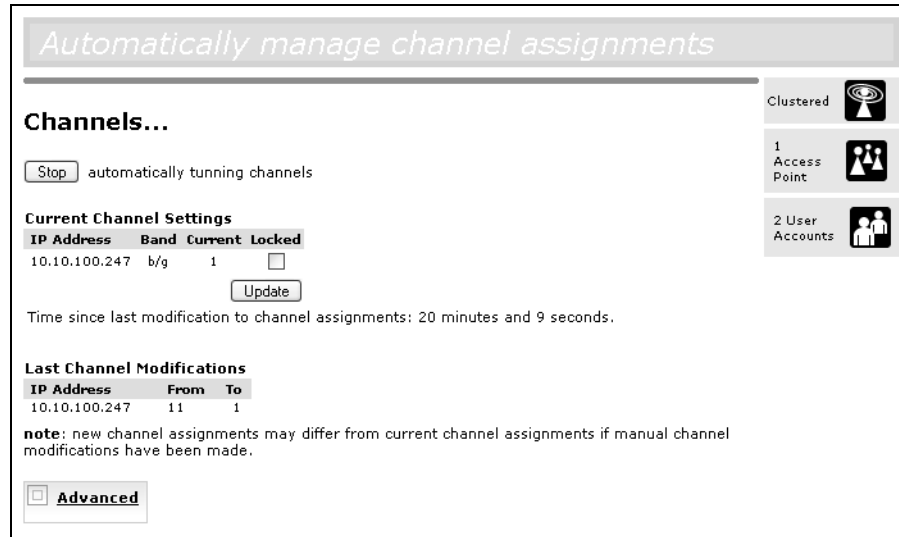 Automatically manage channel assignments
Clustered
Channels...
1
Access
Point
Stop automatically tunning channels
2 User
Accounts
Current Channel Settings
IP Address Band Current Locked
10.10.100.247 b/g 1
Update
Time since last modification to channel assignments: 20 minutes and 9 seconds.
Last Channel Modifications
IP Address From To
10.10.100.247 11 1
note: new channel assignments may differ from current channel assignments if manual channel
modifications have been made.
Advanced